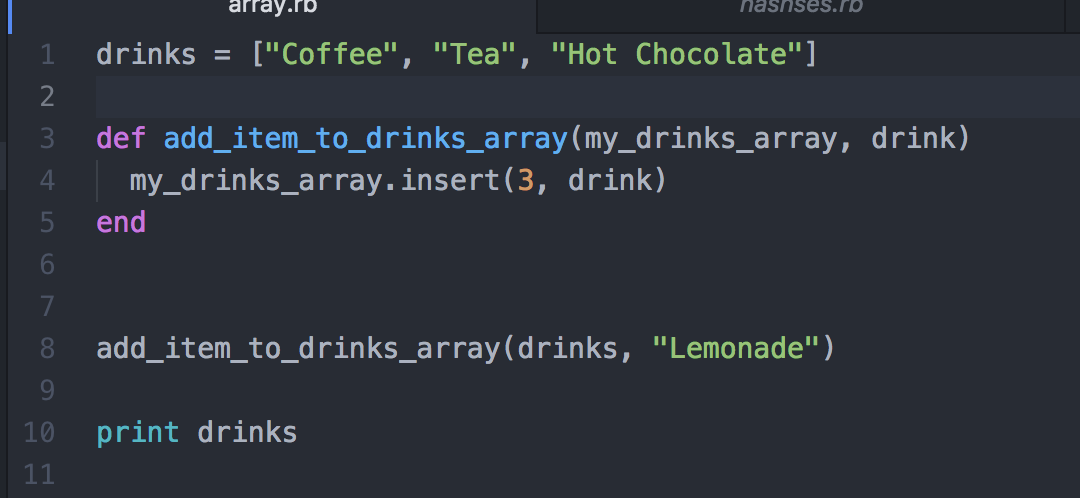 array.rb hashses.rb
1 drinks = ["Coffee", "Tea", "Hot Chocolate"]
2
3 def add_item_to_drinks_array(my_drinks_array, drink)
4   my_drinks_array.insert(3, drink)
5 end
6
7
8 add_item_to_drinks_array(drinks, "Lemonade")
9
10 print drinks
11